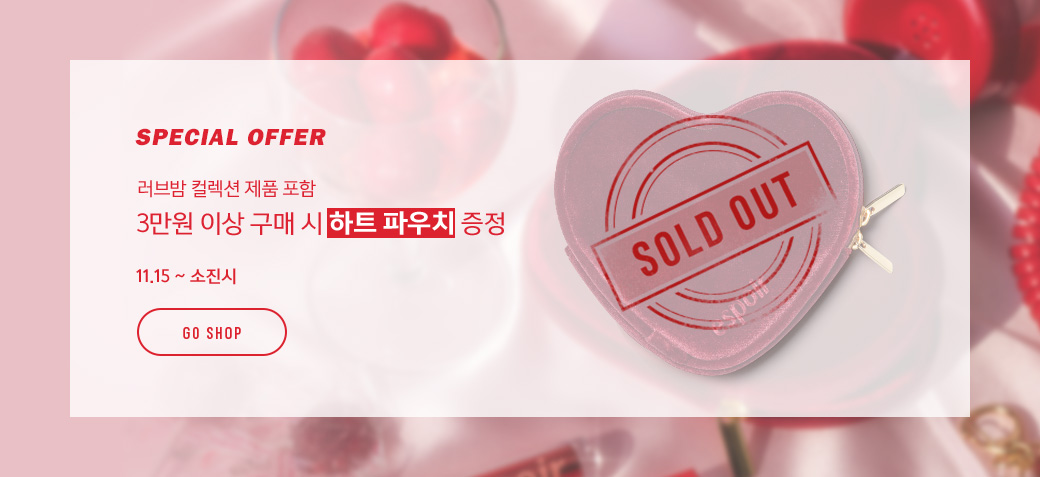 SPECIAL OFFER
러브밤 컬렉션 제품 포함
3만원 이상 구매 시 하트 파우치 증정
11.15 ~ 소진시
GO SHOP
SOLD OUT
espoir